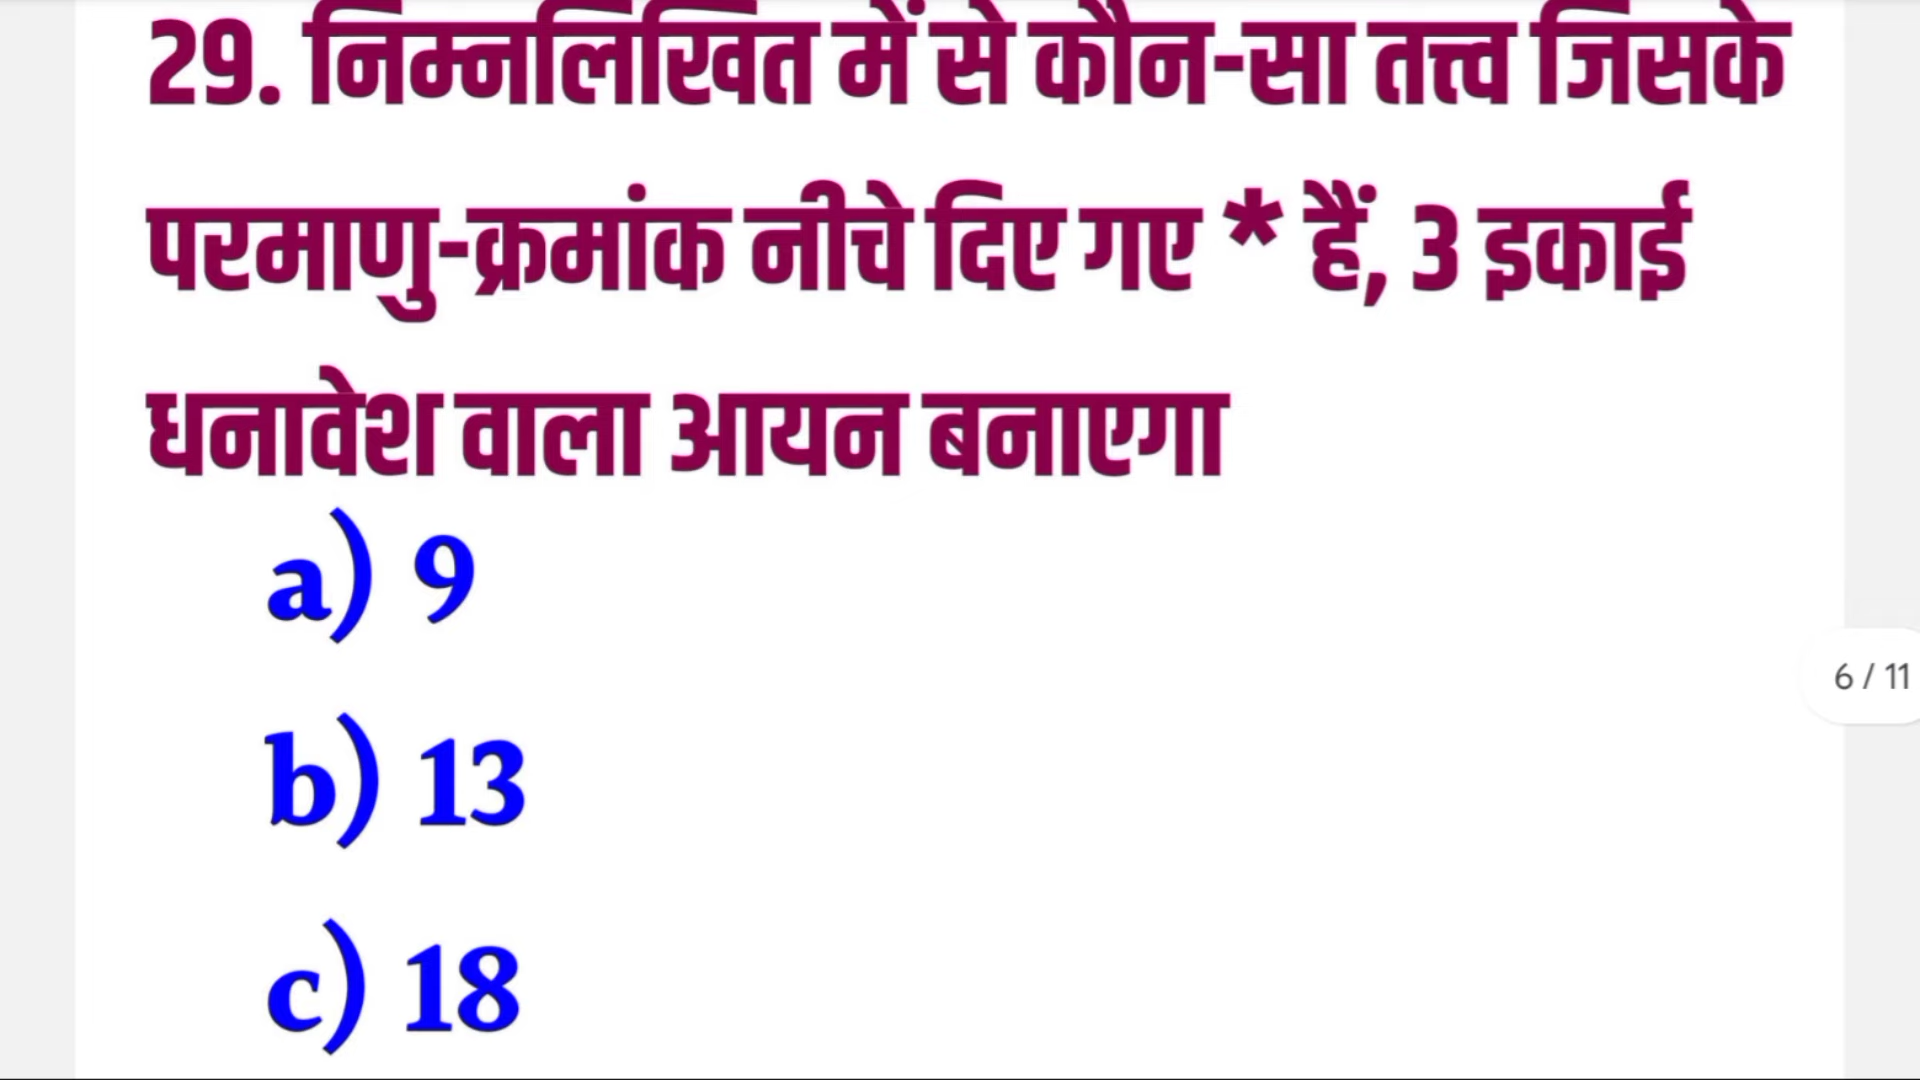 29. निम्नलिखित में से कौन-सा तत्त्व जिसके
परमाणु-क्रमांक नीचे दिए गए * हैं, 3 इकाई
धनावेश वाला आयन बनाएगा
a) 9
b) 13
6 / 11
c) 18